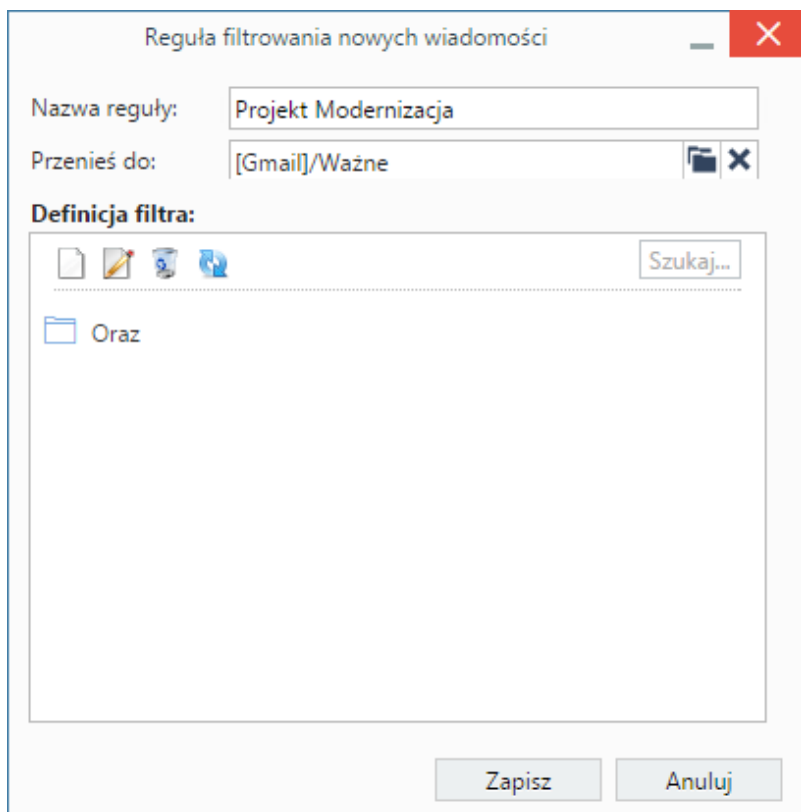 Reguła filtrowania nowych wiadomości
Nazwa reguły: Projekt Modernizacja
Przenieś do: [Gmail]/Ważne
Definicja filtra:
Szukaj...
Oraz
Zapisz Anuluj